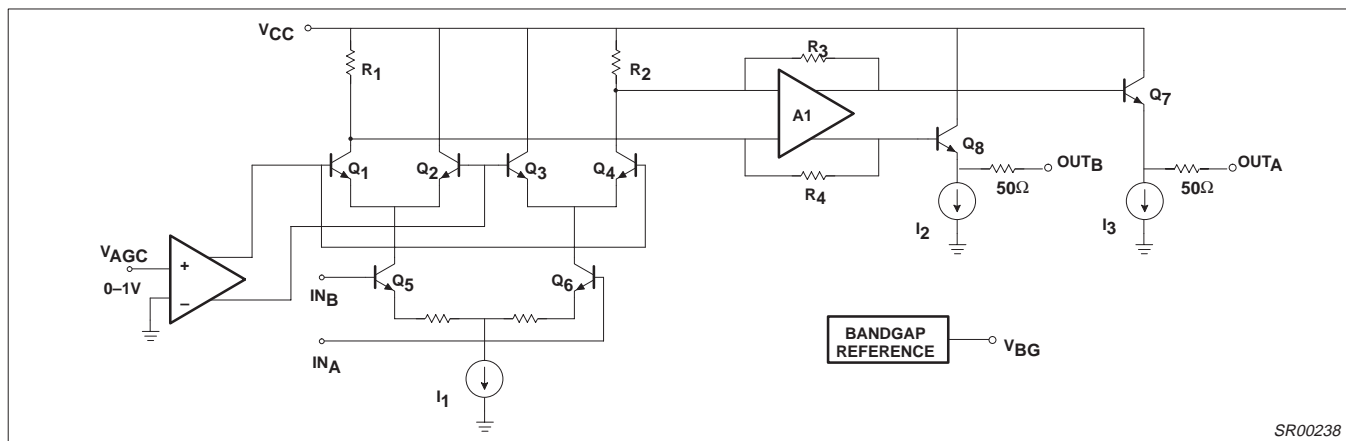 VCC
R1
R2
R3
A1
Q7
Q8
Q1
Q2
Q3
Q4
R4
OUTB
OUTA
50Ω
50Ω
I2
I3
VAGC
0–1V
+
–
INB
Q5
Q6
INA
I1
BANDGAP
REFERENCE
VBG
SR00238